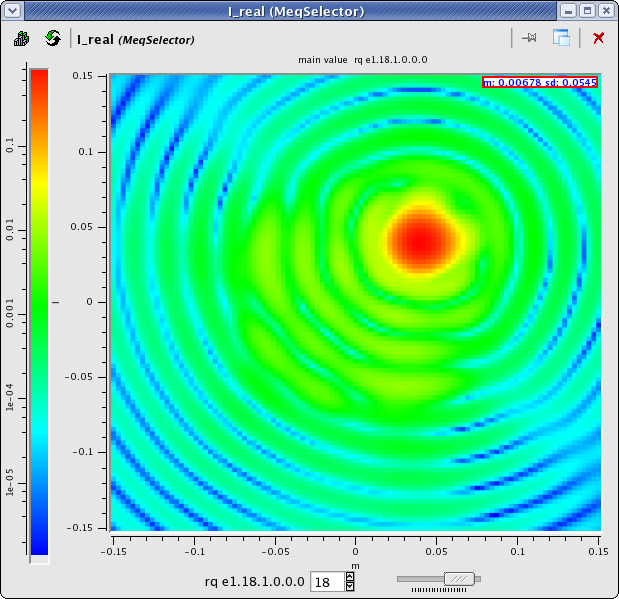 I_real (MeqSelector)
I_real (MeqSelector)
main value rq e1.18.1.0.0.0
m: 0.00678 sd: 0.0545
0.1
0.01
0.001
1e-04
1e-05
0.15
0.1
0.05
0
-0.05
-0.1
-0.15
l
-0.15 -0.1 -0.05 0 0.05 0.1 0.15
m
rq e1.18.1.0.0.0 18